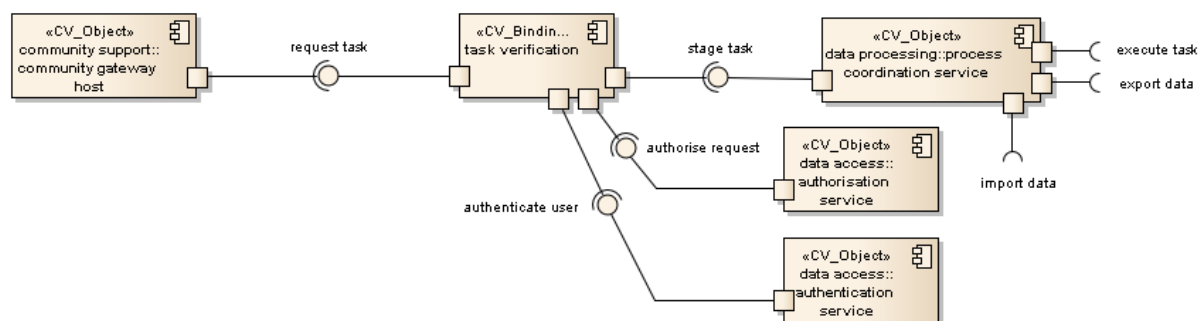 «CV_Object»
community support::
community gateway
host
request task
«CV_Bindin...
task verification
stage task
«CV_Object»
data processing::process
coordination service
execute task
export data
import data
authorise request
«CV_Object»
data access::
authorisation
service
authenticate user
«CV_Object»
data access::
authentication
service